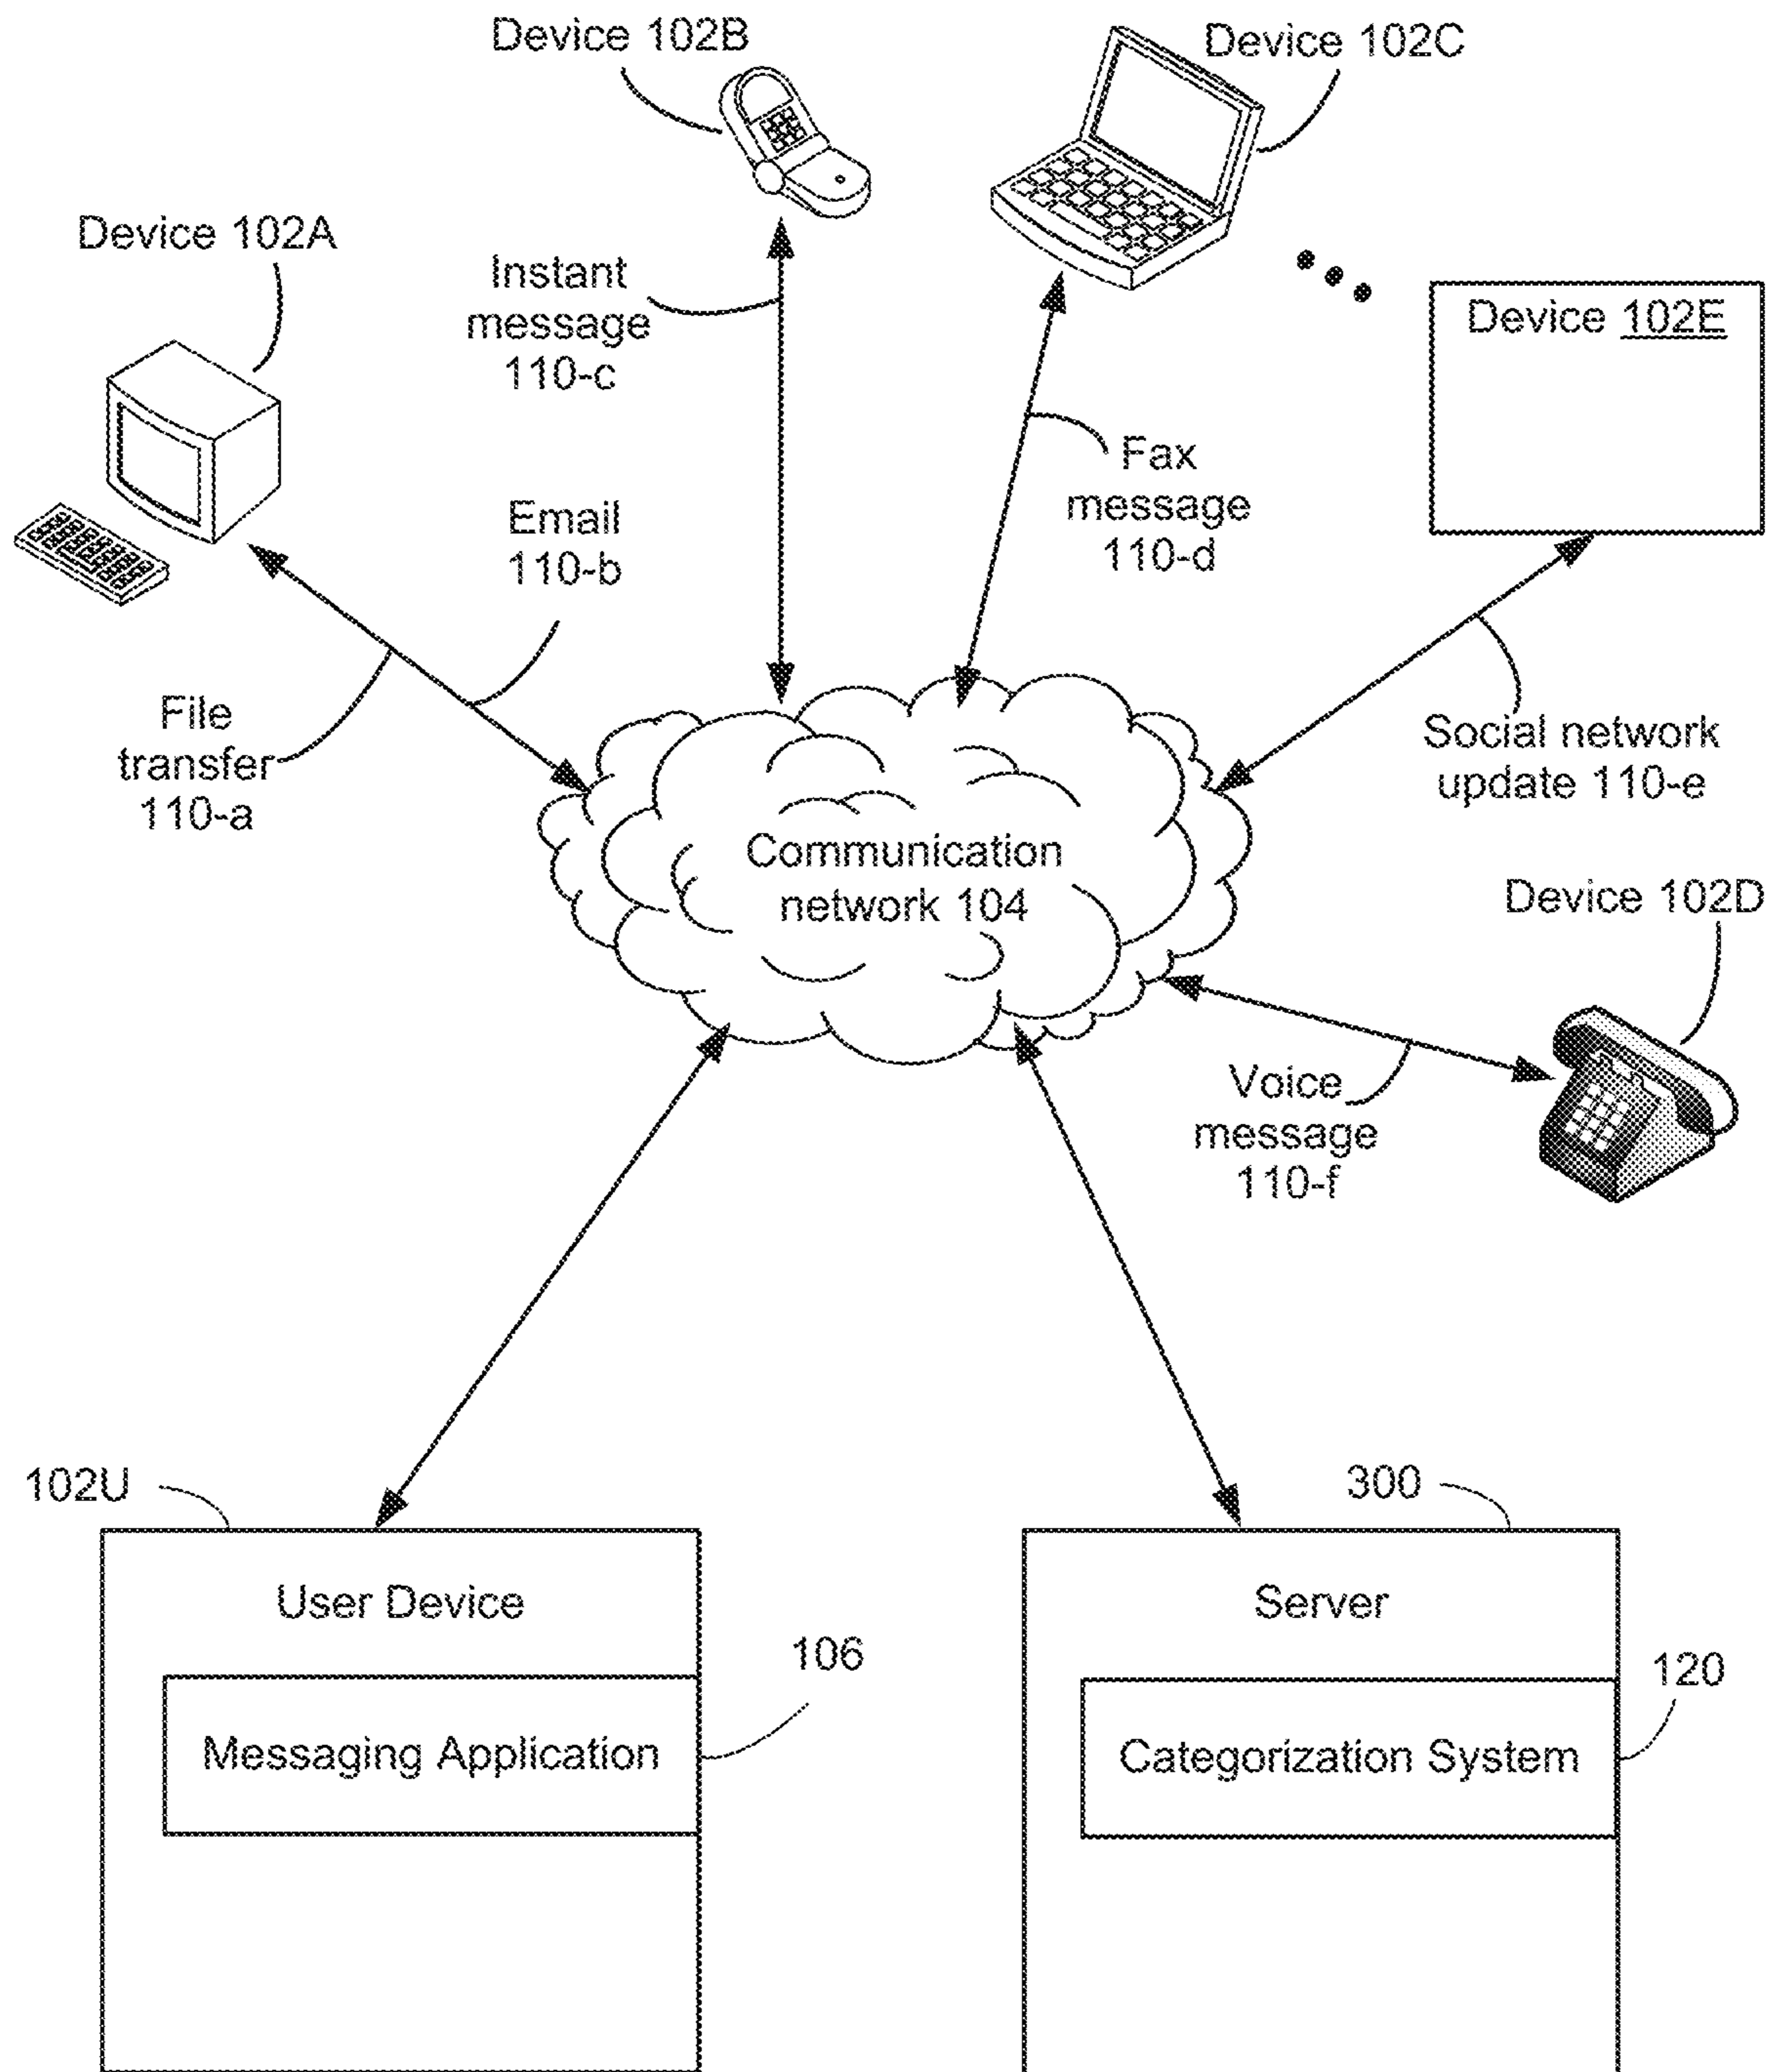 Device 102B
Device 102C
Device 102A
Instant
message
110-c
Device 102E
Fax
message
110-d
Email
110-b
File
transfer
110-a
Social network
update 110-e
Communication
network 104
Device 102D
Voice
message
110-f
102U
300
User Device
Server
106
120
Messaging Application
Categorization System